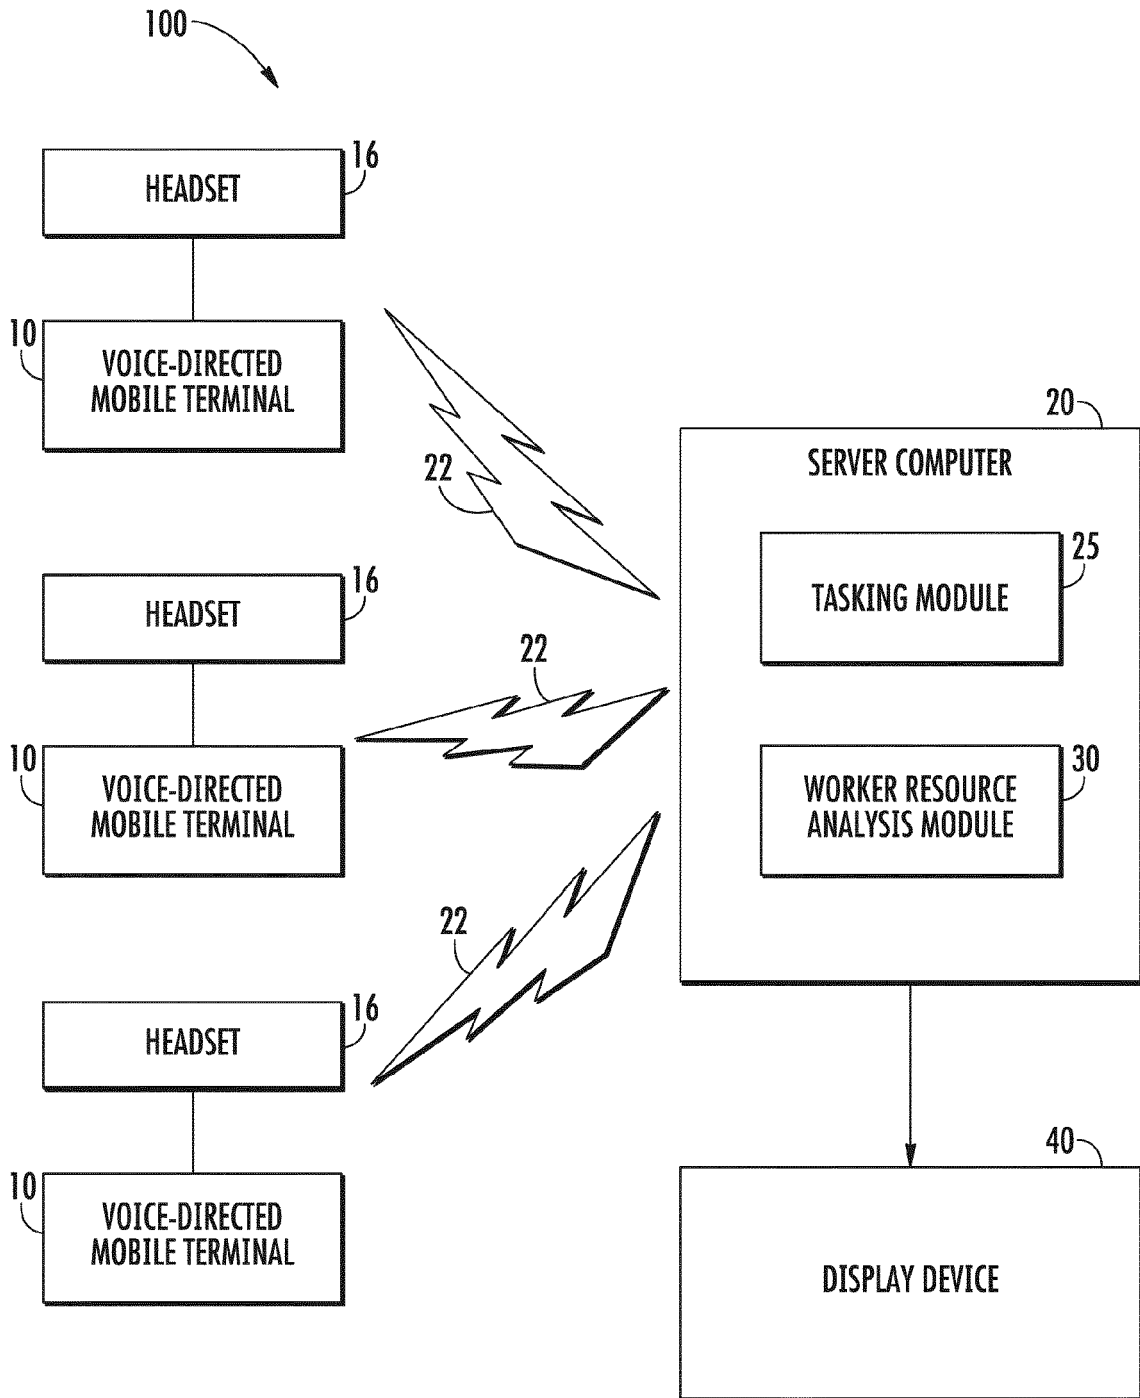 100
16
HEADSET
10
VOICE-DIRECTED
MOBILE TERMINAL
22
20
SERVER COMPUTER
25
TASKING MODULE
16
HEADSET
22
10
VOICE-DIRECTED
MOBILE TERMINAL
30
WORKER RESOURCE
ANALYSIS MODULE
22
16
HEADSET
10
VOICE-DIRECTED
MOBILE TERMINAL
40
DISPLAY DEVICE